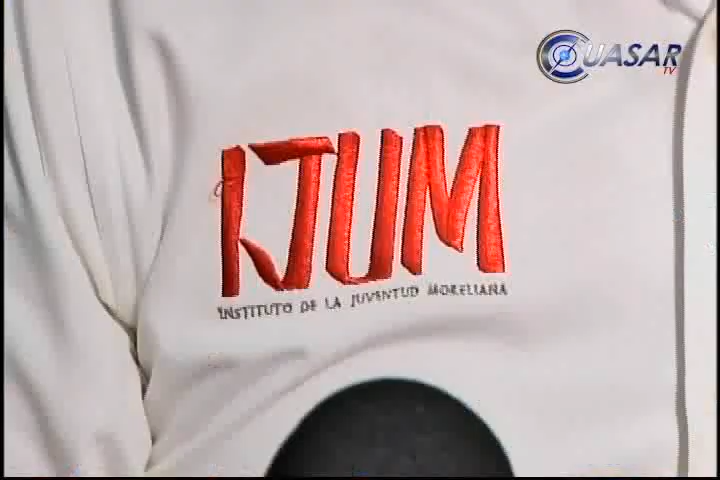 QUASAR
TV
IJUM
INSTITUTO DE LA JUVENTUD MORELIANA